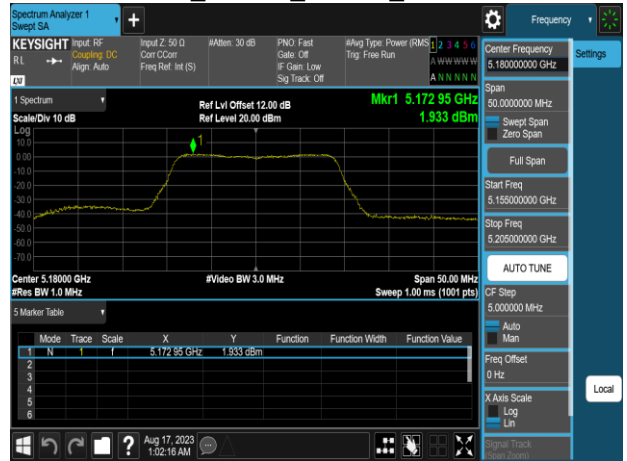 Spectrum Analyzer 1
Swept SA
Frequency
KEYSIGHT
RL
LXI
Input: RF
Coupling: DC
Align: Auto
Input Z: 50 Ω
Corr CCorr
Freq Ref: Int (S)
#Atten: 30 dB
PNO: Fast
Gate: Off
IF Gain: Low
Sig Track: Off
#Avg Type: Power (RMS
Trig: Free Run
1 2 3 4 5 6
A WW WW W
A N N N N N
Center Frequency
5.180000000 GHz
Settings
Span
50.0000000 MHz
Swept Span
Zero Span
Full Span
Start Freq
5.155000000 GHz
Stop Freq
5.205000000 GHz
AUTO TUNE
CF Step
5.000000 MHz
Auto
Man
Freq Offset
0 Hz
X Axis Scale
Log
Lin
Signal Track
(Span Zoom)
Local
1 Spectrum
Scale/Div 10 dB
Ref Lvl Offset 12.00 dB
Ref Level 20.00 dBm
Mkr1 5.172 95 GHz
1.933 dBm
Log
10.0
0.00
-10.0
-20.0
-30.0
-40.0
-50.0
-60.0
-70.0
1
Center 5.18000 GHz
#Res BW 1.0 MHz
#Video BW 3.0 MHz
Span 50.00 MHz
Sweep 1.00 ms (1001 pts)
5 Marker Table
Mode Trace Scale X Y Function Function Width Function Value
1 N 1 f 5.172 95 GHz 1.933 dBm
2
3
4
5
6
?
Aug 17, 2023
1:02:16 AM